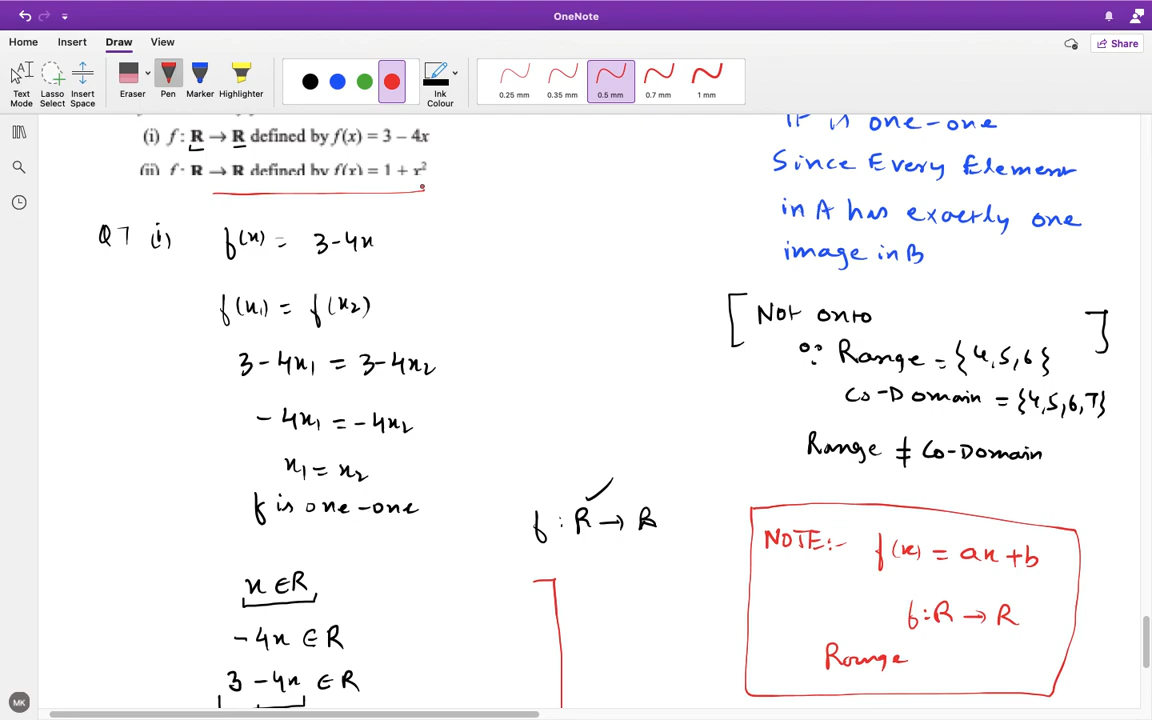 OneNote
Home Insert Draw View
Share
Text Mode
Lasso Select
Insert Space
Eraser
Pen
Marker
Highlighter
Ink Colour
0.25 mm
0.35 mm
0.5 mm
0.7 mm
1 mm
(i) f : R → R defined by f(x) = 3 – 4x
(ii) f : R → R defined by f(x) = 1 + x²
Q7 (i) f(x) = 3-4x
f(x₁) = f(x₂)
3-4x₁ = 3-4x₂
-4x₁ = -4x₂
x₁ = x₂
f is one-one
x ∈ R
-4x ∈ R
3 -4x ∈ R
f : R → R
It is one-one
Since Every Element
in A has exactly one
image in B
[Not onto]
∵ Range = {4,5,6}
Co-Domain = {4,5,6,7}
Range ≠ Co-Domain
NOTE:- f(x) = ax+b
f:R → R
Range
MK